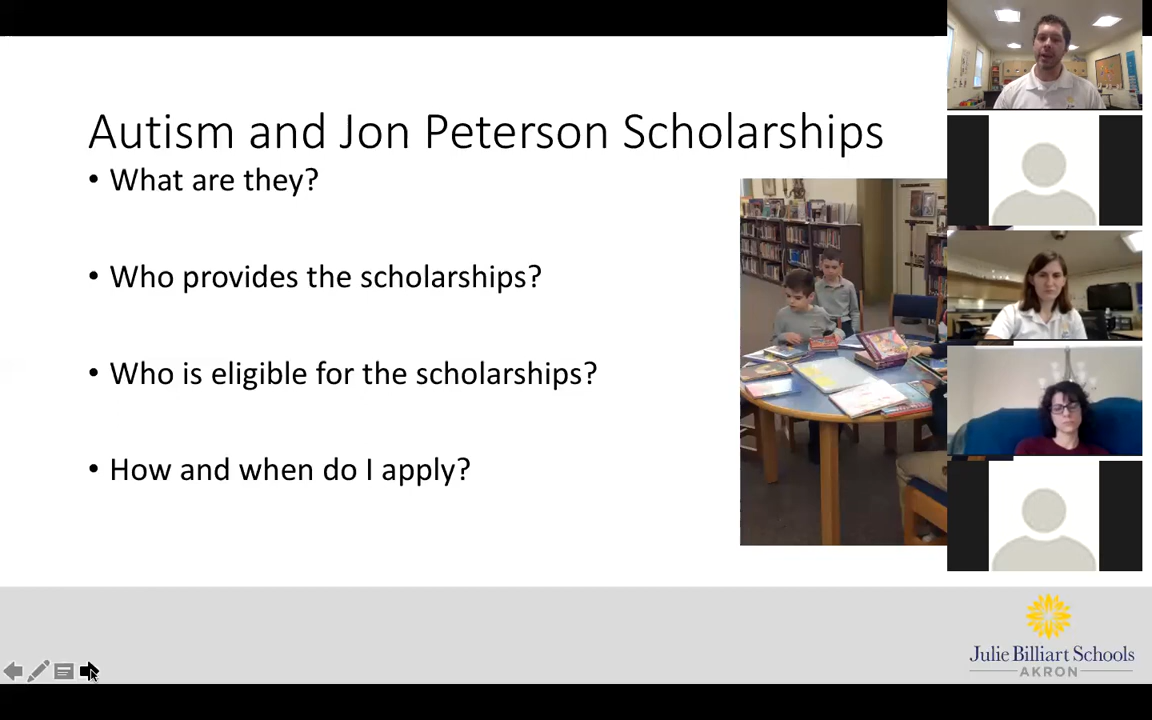 Autism and Jon Peterson Scholarships
• What are they?
• Who provides the scholarships?
• Who is eligible for the scholarships?
• How and when do I apply?
Julie Billiart Schools
AKRON